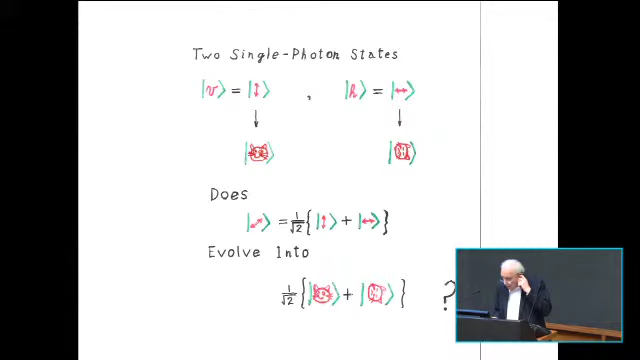 Two Single-Photon States
|v⟩ = |↕⟩ , |h⟩ = |↔⟩
Does
|⤢⟩ = 1/√2 { |↕⟩ + |↔⟩ }
Evolve Into
1/√2 { | ⟩ + | ⟩ } ?